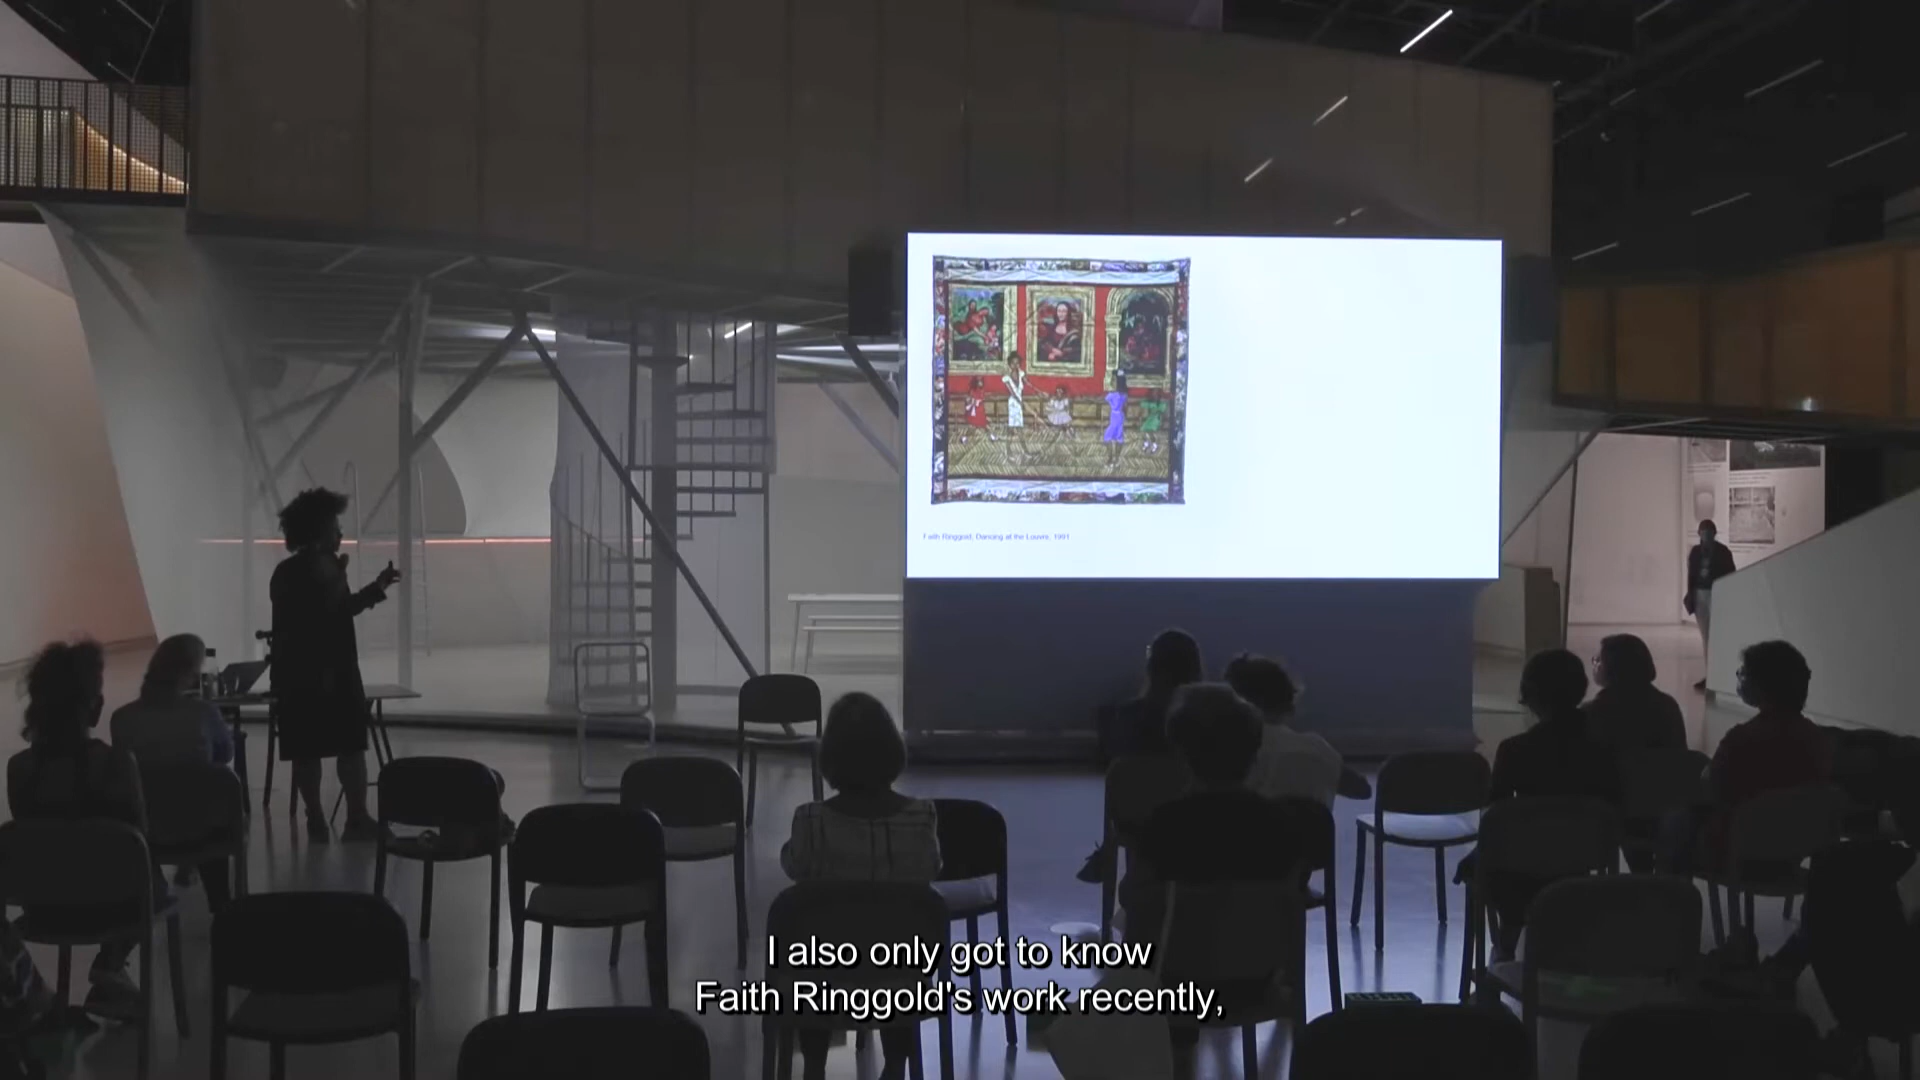 Faith Ringgold, Dancing at the Louvre, 1991
I also only got to know
Faith Ringgold's work recently,